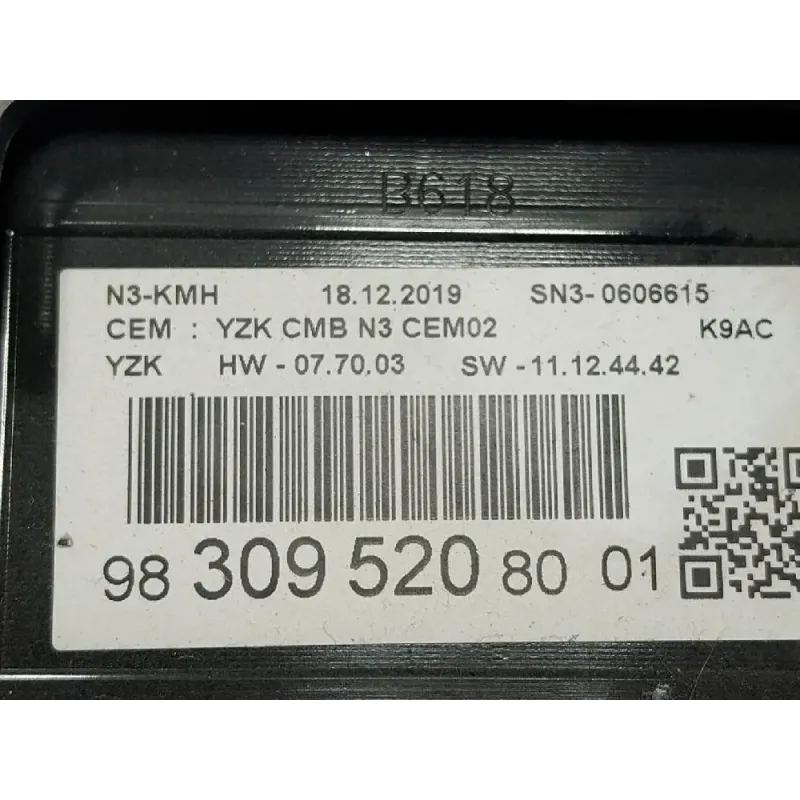 B618
N3-KMH 18.12.2019 SN3- 0606615
CEM : YZK CMB N3 CEM02 K9AC
YZK HW - 07.70.03 SW - 11.12.44.42
98 309 520 80 01